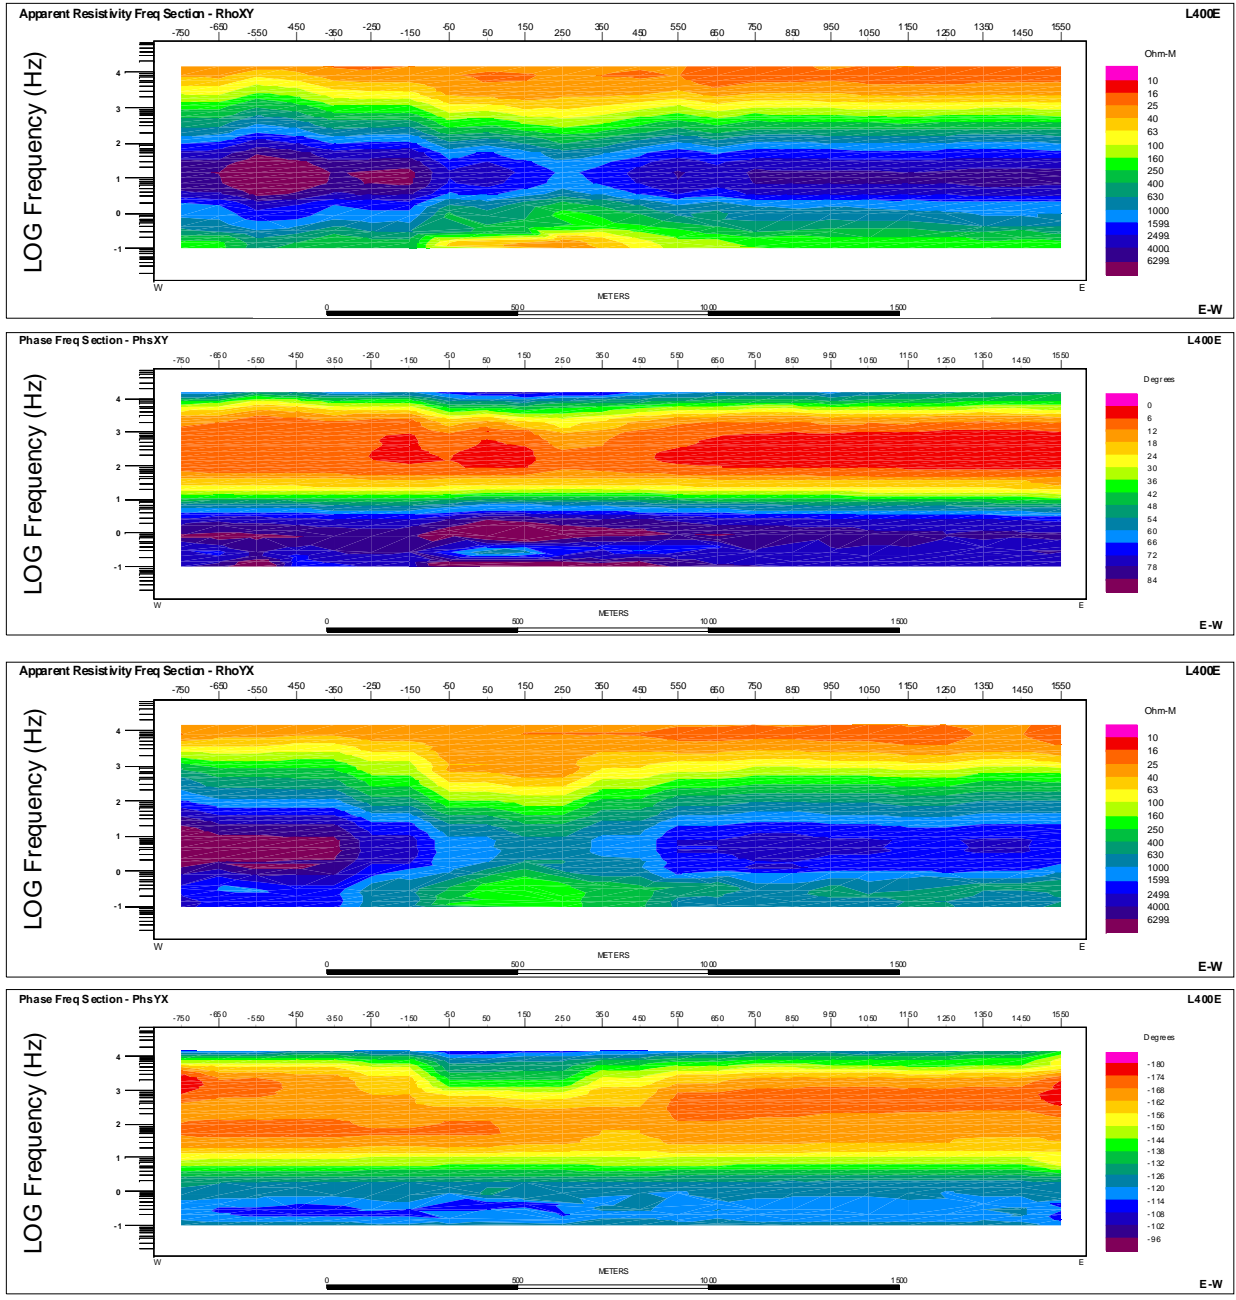 Apparent Resistivity Freq Section - RhoXY L400E
-750 -650 -550 -450 -350 -250 -150 -50 50 150 250 350 450 550 650 750 850 950 1050 1150 1250 1350 1450 1550
LOG Frequency (Hz)
4
3
2
1
0
-1
Ohm-M
10
16
25
40
63
100
160
250
400
630
1000
1599.
2499.
4000.
6299.
W E
METERS
0 500 1000 1500
E-W
Phase Freq Section - PhsXY L400E
-750 -650 -550 -450 -350 -250 -150 -50 50 150 250 350 450 550 650 750 850 950 1050 1150 1250 1350 1450 1550
LOG Frequency (Hz)
4
3
2
1
0
-1
Degrees
0
6
12
18
24
30
36
42
48
54
60
66
72
78
84
W E
METERS
0 500 1000 1500
E-W
Apparent Resistivity Freq Section - RhoYX L400E
-750 -650 -550 -450 -350 -250 -150 -50 50 150 250 350 450 550 650 750 850 950 1050 1150 1250 1350 1450 1550
LOG Frequency (Hz)
4
3
2
1
0
-1
Ohm-M
10
16
25
40
63
100
160
250
400
630
1000
1599.
2499.
4000.
6299.
W E
METERS
0 500 1000 1500
E-W
Phase Freq Section - PhsYX L400E
-750 -650 -550 -450 -350 -250 -150 -50 50 150 250 350 450 550 650 750 850 950 1050 1150 1250 1350 1450 1550
LOG Frequency (Hz)
4
3
2
1
0
-1
Degrees
-180
-174
-168
-162
-156
-150
-144
-138
-132
-126
-120
-114
-108
-102
-96
W E
METERS
0 500 1000 1500
E-W